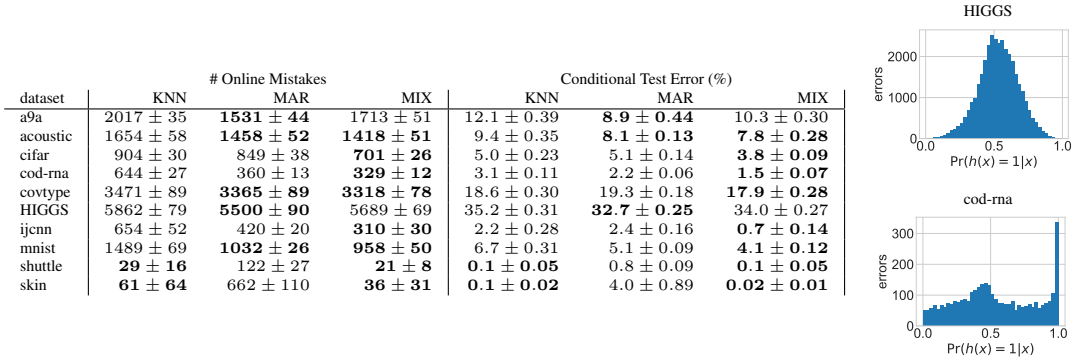 # Online Mistakes Conditional Test Error (%)
dataset KNN MAR MIX KNN MAR MIX
a9a 2017 ± 35 1531 ± 44 1713 ± 51 12.1 ± 0.39 8.9 ± 0.44 10.3 ± 0.30
acoustic 1654 ± 58 1458 ± 52 1418 ± 51 9.4 ± 0.35 8.1 ± 0.13 7.8 ± 0.28
cifar 904 ± 30 849 ± 38 701 ± 26 5.0 ± 0.23 5.1 ± 0.14 3.8 ± 0.09
cod-rna 644 ± 27 360 ± 13 329 ± 12 3.1 ± 0.11 2.2 ± 0.06 1.5 ± 0.07
covtype 3471 ± 89 3365 ± 89 3318 ± 78 18.6 ± 0.30 19.3 ± 0.18 17.9 ± 0.28
HIGGS 5862 ± 79 5500 ± 90 5689 ± 69 35.2 ± 0.31 32.7 ± 0.25 34.0 ± 0.27
ijcnn 654 ± 52 420 ± 20 310 ± 30 2.2 ± 0.28 2.4 ± 0.16 0.7 ± 0.14
mnist 1489 ± 69 1032 ± 26 958 ± 50 6.7 ± 0.31 5.1 ± 0.09 4.1 ± 0.12
shuttle 29 ± 16 122 ± 27 21 ± 8 0.1 ± 0.05 0.8 ± 0.09 0.1 ± 0.05
skin 61 ± 64 662 ± 110 36 ± 31 0.1 ± 0.02 4.0 ± 0.89 0.02 ± 0.01
HIGGS
errors
2000
1000
0
0.0 0.5 1.0
Pr(h(x) = 1|x)
cod-rna
errors
300
200
100
0
0.0 0.5 1.0
Pr(h(x) = 1|x)